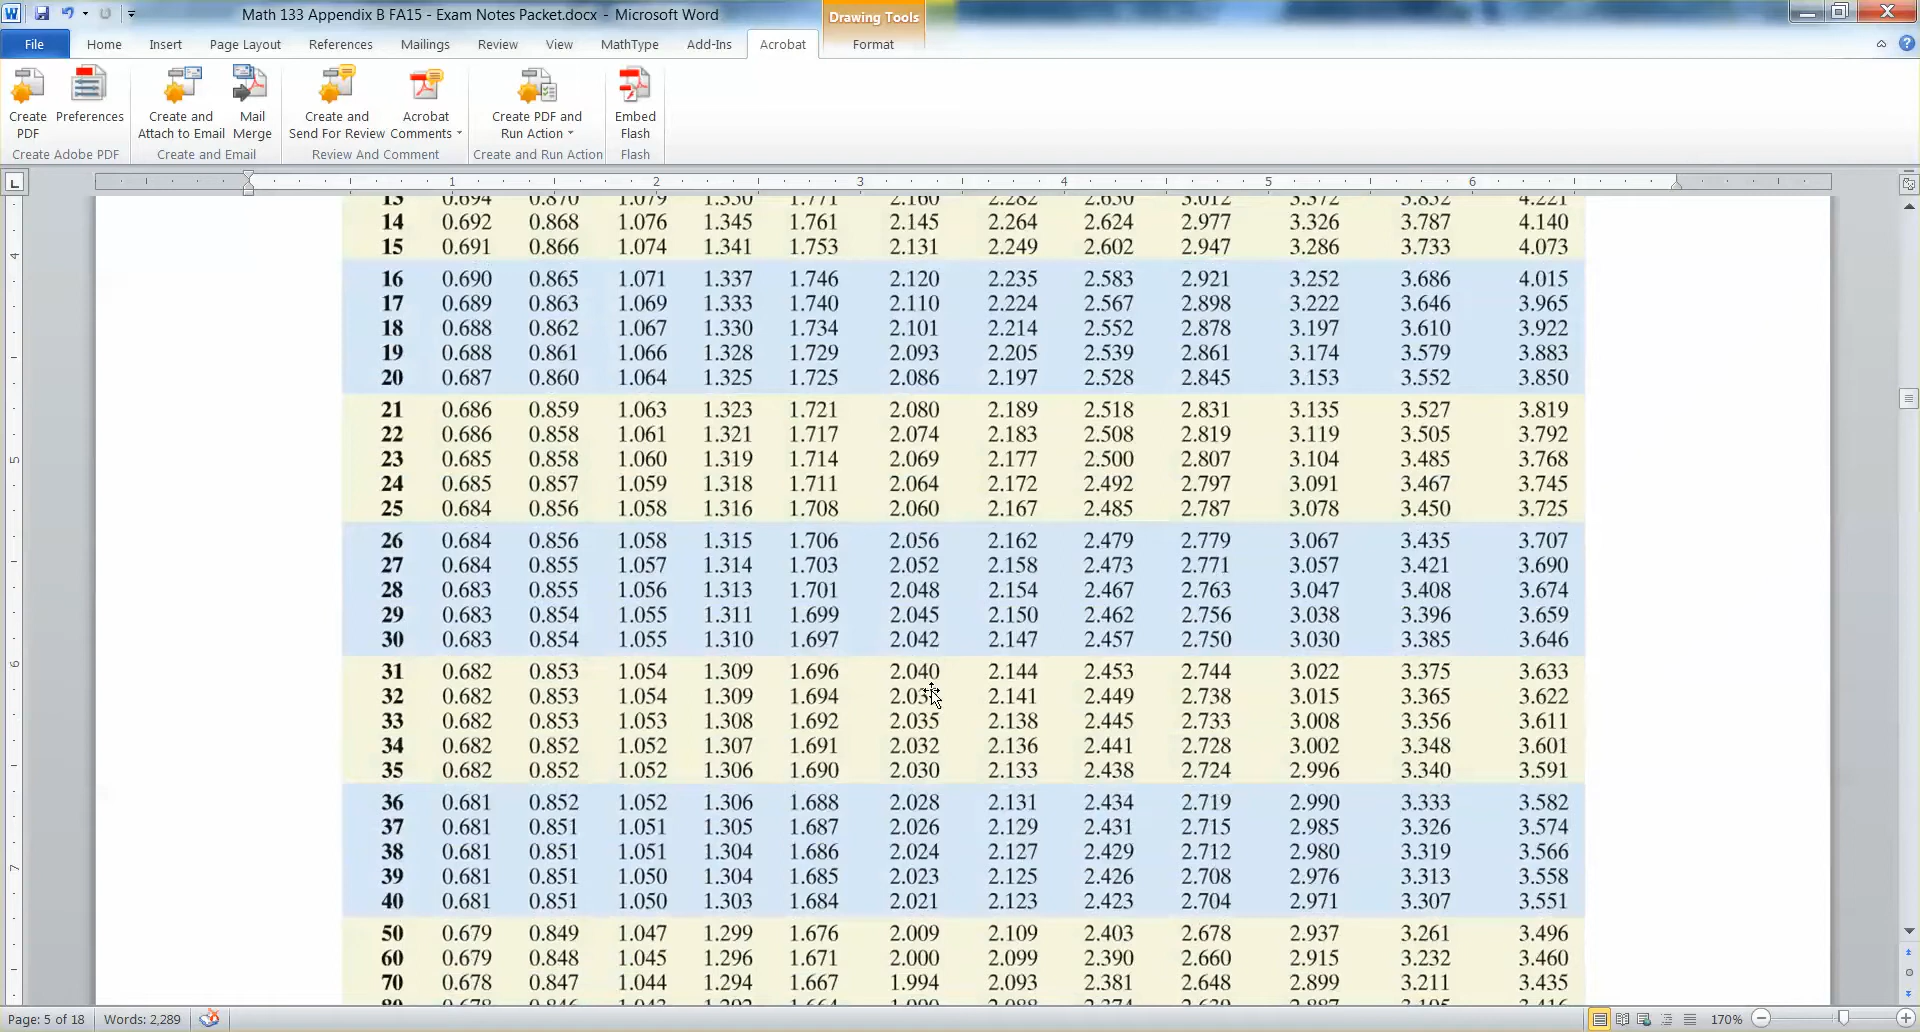 Math 133 Appendix B FA15 - Exam Notes Packet.docx - Microsoft Word
Drawing Tools
File Home Insert Page Layout References Mailings Review View MathType Add-Ins Acrobat Format
Create PDF Preferences Create and Attach to Email Mail Merge Create and Send For Review Acrobat Comments Create PDF and Run Action Embed Flash
Create Adobe PDF Create and Email Review And Comment Create and Run Action Flash
1 2 3 4 5 6
13 0.694 0.870 1.079 1.350 1.771 2.160 2.282 2.650 3.012 3.372 3.852 4.221
14 0.692 0.868 1.076 1.345 1.761 2.145 2.264 2.624 2.977 3.326 3.787 4.140
15 0.691 0.866 1.074 1.341 1.753 2.131 2.249 2.602 2.947 3.286 3.733 4.073
16 0.690 0.865 1.071 1.337 1.746 2.120 2.235 2.583 2.921 3.252 3.686 4.015
17 0.689 0.863 1.069 1.333 1.740 2.110 2.224 2.567 2.898 3.222 3.646 3.965
18 0.688 0.862 1.067 1.330 1.734 2.101 2.214 2.552 2.878 3.197 3.610 3.922
19 0.688 0.861 1.066 1.328 1.729 2.093 2.205 2.539 2.861 3.174 3.579 3.883
20 0.687 0.860 1.064 1.325 1.725 2.086 2.197 2.528 2.845 3.153 3.552 3.850
21 0.686 0.859 1.063 1.323 1.721 2.080 2.189 2.518 2.831 3.135 3.527 3.819
22 0.686 0.858 1.061 1.321 1.717 2.074 2.183 2.508 2.819 3.119 3.505 3.792
23 0.685 0.858 1.060 1.319 1.714 2.069 2.177 2.500 2.807 3.104 3.485 3.768
24 0.685 0.857 1.059 1.318 1.711 2.064 2.172 2.492 2.797 3.091 3.467 3.745
25 0.684 0.856 1.058 1.316 1.708 2.060 2.167 2.485 2.787 3.078 3.450 3.725
26 0.684 0.856 1.058 1.315 1.706 2.056 2.162 2.479 2.779 3.067 3.435 3.707
27 0.684 0.855 1.057 1.314 1.703 2.052 2.158 2.473 2.771 3.057 3.421 3.690
28 0.683 0.855 1.056 1.313 1.701 2.048 2.154 2.467 2.763 3.047 3.408 3.674
29 0.683 0.854 1.055 1.311 1.699 2.045 2.150 2.462 2.756 3.038 3.396 3.659
30 0.683 0.854 1.055 1.310 1.697 2.042 2.147 2.457 2.750 3.030 3.385 3.646
31 0.682 0.853 1.054 1.309 1.696 2.040 2.144 2.453 2.744 3.022 3.375 3.633
32 0.682 0.853 1.054 1.309 1.694 2.141 2.449 2.738 3.015 3.365 3.622
33 0.682 0.853 1.053 1.308 1.692 2.035 2.138 2.445 2.733 3.008 3.356 3.611
34 0.682 0.852 1.052 1.307 1.691 2.032 2.136 2.441 2.728 3.002 3.348 3.601
35 0.682 0.852 1.052 1.306 1.690 2.030 2.133 2.438 2.724 2.996 3.340 3.591
36 0.681 0.852 1.052 1.306 1.688 2.028 2.131 2.434 2.719 2.990 3.333 3.582
37 0.681 0.851 1.051 1.305 1.687 2.026 2.129 2.431 2.715 2.985 3.326 3.574
38 0.681 0.851 1.051 1.304 1.686 2.024 2.127 2.429 2.712 2.980 3.319 3.566
39 0.681 0.851 1.050 1.304 1.685 2.023 2.125 2.426 2.708 2.976 3.313 3.558
40 0.681 0.851 1.050 1.303 1.684 2.021 2.123 2.423 2.704 2.971 3.307 3.551
50 0.679 0.849 1.047 1.299 1.676 2.009 2.109 2.403 2.678 2.937 3.261 3.496
60 0.679 0.848 1.045 1.296 1.671 2.000 2.099 2.390 2.660 2.915 3.232 3.460
70 0.678 0.847 1.044 1.294 1.667 1.994 2.093 2.381 2.648 2.899 3.211 3.435
Page: 5 of 18 Words: 2,289 170%